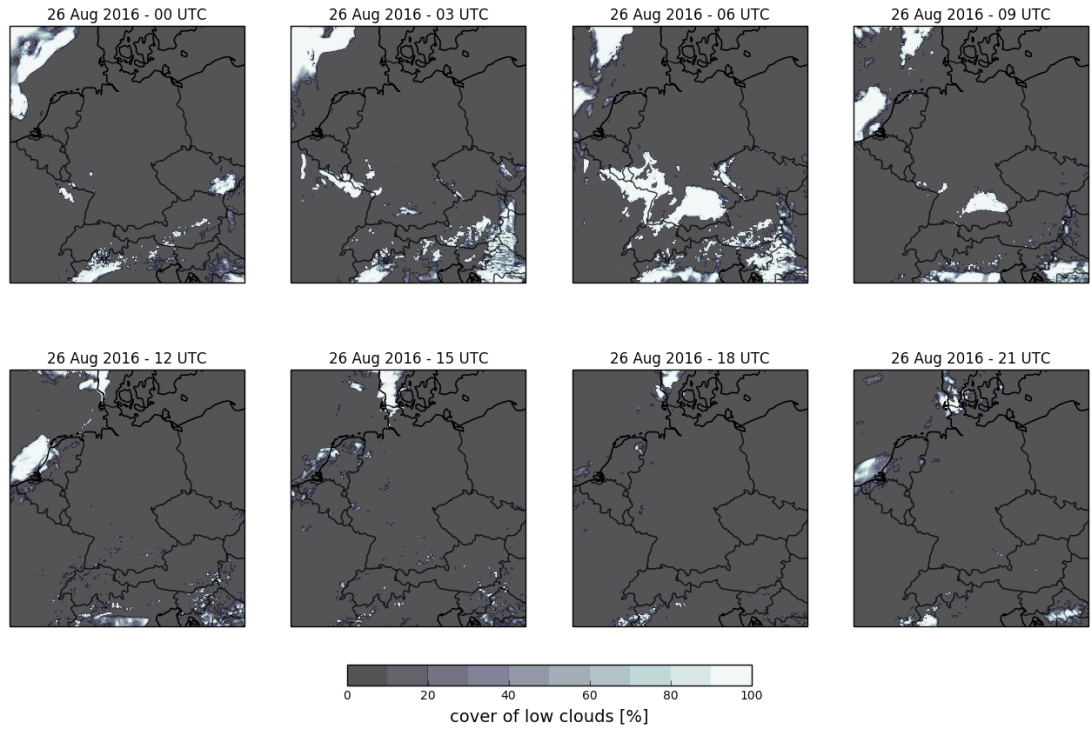 26 Aug 2016 - 00 UTC
26 Aug 2016 - 03 UTC
26 Aug 2016 - 06 UTC
26 Aug 2016 - 09 UTC
26 Aug 2016 - 12 UTC
26 Aug 2016 - 15 UTC
26 Aug 2016 - 18 UTC
26 Aug 2016 - 21 UTC
0 20 40 60 80 100
cover of low clouds [%]